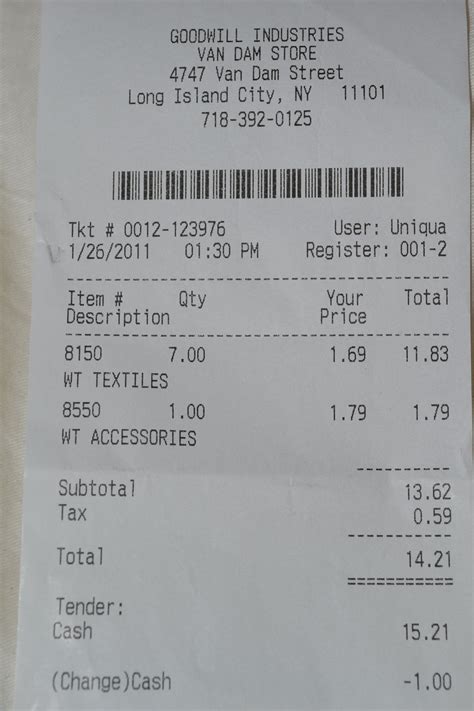 GOODWILL INDUSTRIES
VAN DAM STORE
4747 Van Dam Street
Long Island City, NY 11101
718-392-0125
Tkt # 0012-123976 User: Uniqua
1/26/2011 01:30 PM Register: 001-2
Item # Qty Your Total
Description Price
8150 7.00 1.69 11.83
WT TEXTILES
8550 1.00 1.79 1.79
WT ACCESSORIES
Subtotal 13.62
Tax 0.59
Total 14.21
Tender:
Cash 15.21
(Change)Cash -1.00